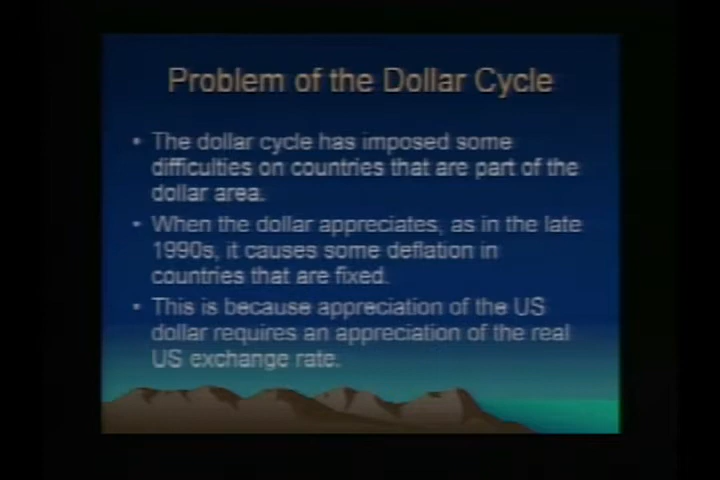 Problem of the Dollar Cycle
• The dollar cycle has imposed some
difficulties on countries that are part of the
dollar area.
• When the dollar appreciates, as in the late
1990s, it causes some deflation in
countries that are fixed.
• This is because appreciation of the US
dollar requires an appreciation of the real
US exchange rate.